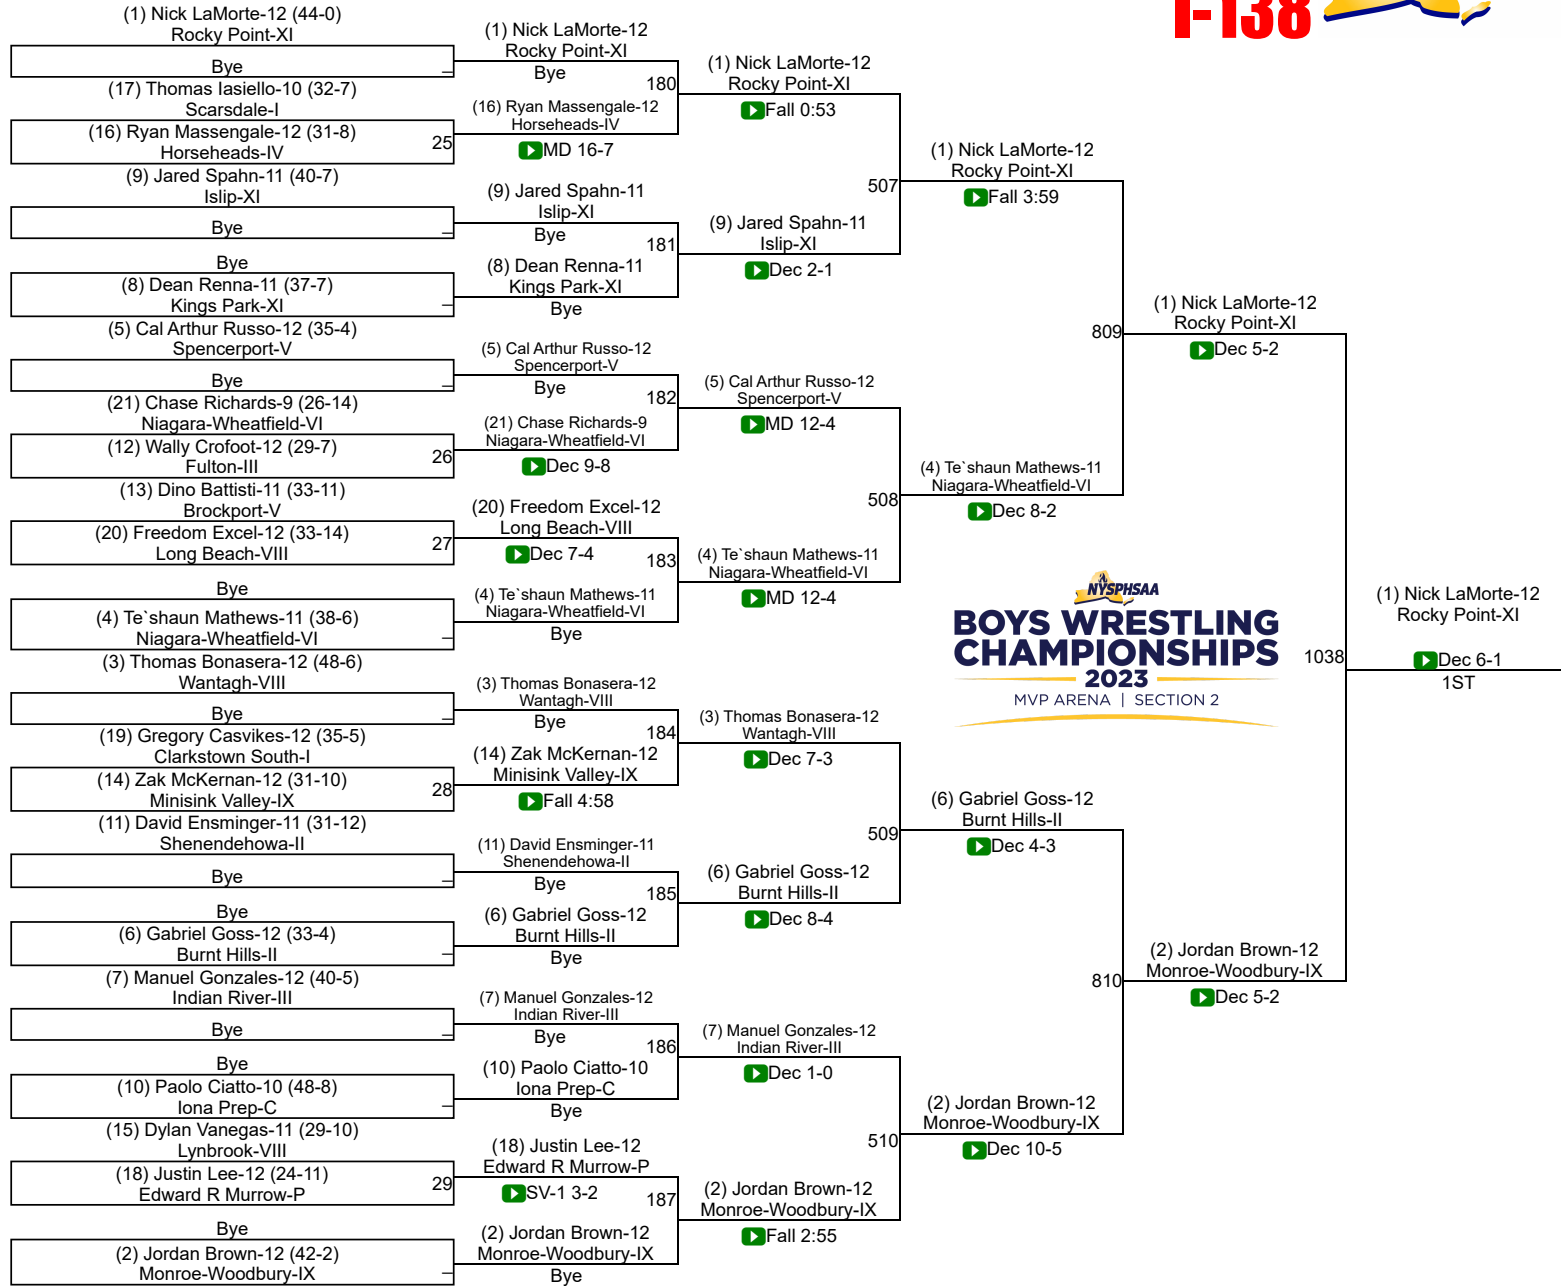 I-138
(1) Nick LaMorte-12 (44-0)
Rocky Point-XI
Bye
(17) Thomas Iasiello-10 (32-7)
Scarsdale-I
(16) Ryan Massengale-12 (31-8)
Horseheads-IV
25
(9) Jared Spahn-11 (40-7)
Islip-XI
Bye
Bye
(8) Dean Renna-11 (37-7)
Kings Park-XI
(5) Cal Arthur Russo-12 (35-4)
Spencerport-V
Bye
(21) Chase Richards-9 (26-14)
Niagara-Wheatfield-VI
(12) Wally Crofoot-12 (29-7)
Fulton-III
26
(13) Dino Battisti-11 (33-11)
Brockport-V
(20) Freedom Excel-12 (33-14)
Long Beach-VIII
27
Bye
(4) Te`shaun Mathews-11 (38-6)
Niagara-Wheatfield-VI
(3) Thomas Bonasera-12 (48-6)
Wantagh-VIII
Bye
(19) Gregory Casvikes-12 (35-5)
Clarkstown South-I
(14) Zak McKernan-12 (31-10)
Minisink Valley-IX
28
(11) David Ensminger-11 (31-12)
Shenendehowa-II
Bye
Bye
(6) Gabriel Goss-12 (33-4)
Burnt Hills-II
(7) Manuel Gonzales-12 (40-5)
Indian River-III
Bye
Bye
(10) Paolo Ciatto-10 (48-8)
Iona Prep-C
(15) Dylan Vanegas-11 (29-10)
Lynbrook-VIII
(18) Justin Lee-12 (24-11)
Edward R Murrow-P
29
Bye
(2) Jordan Brown-12 (42-2)
Monroe-Woodbury-IX
(1) Nick LaMorte-12
Rocky Point-XI
Bye
180
(16) Ryan Massengale-12
Horseheads-IV
MD 16-7
(9) Jared Spahn-11
Islip-XI
Bye
181
(8) Dean Renna-11
Kings Park-XI
Bye
(5) Cal Arthur Russo-12
Spencerport-V
Bye
182
(21) Chase Richards-9
Niagara-Wheatfield-VI
Dec 9-8
(20) Freedom Excel-12
Long Beach-VIII
Dec 7-4
183
(4) Te`shaun Mathews-11
Niagara-Wheatfield-VI
Bye
(3) Thomas Bonasera-12
Wantagh-VIII
Bye
184
(14) Zak McKernan-12
Minisink Valley-IX
Fall 4:58
(11) David Ensminger-11
Shenendehowa-II
Bye
185
(6) Gabriel Goss-12
Burnt Hills-II
Bye
(7) Manuel Gonzales-12
Indian River-III
Bye
186
(10) Paolo Ciatto-10
Iona Prep-C
Bye
(18) Justin Lee-12
Edward R Murrow-P
SV-1 3-2
187
(2) Jordan Brown-12
Monroe-Woodbury-IX
Bye
(1) Nick LaMorte-12
Rocky Point-XI
Fall 0:53
507
(9) Jared Spahn-11
Islip-XI
Dec 2-1
(5) Cal Arthur Russo-12
Spencerport-V
MD 12-4
508
(4) Te`shaun Mathews-11
Niagara-Wheatfield-VI
MD 12-4
(3) Thomas Bonasera-12
Wantagh-VIII
Dec 7-3
509
(6) Gabriel Goss-12
Burnt Hills-II
Dec 8-4
(7) Manuel Gonzales-12
Indian River-III
Dec 1-0
510
(2) Jordan Brown-12
Monroe-Woodbury-IX
Fall 2:55
(1) Nick LaMorte-12
Rocky Point-XI
Fall 3:59
809
(4) Te`shaun Mathews-11
Niagara-Wheatfield-VI
Dec 8-2
NYSPHSAA
BOYS WRESTLING
CHAMPIONSHIPS
2023
MVP ARENA | SECTION 2
(6) Gabriel Goss-12
Burnt Hills-II
Dec 4-3
810
(2) Jordan Brown-12
Monroe-Woodbury-IX
Dec 10-5
(1) Nick LaMorte-12
Rocky Point-XI
Dec 5-2
1038
(2) Jordan Brown-12
Monroe-Woodbury-IX
Dec 5-2
(1) Nick LaMorte-12
Rocky Point-XI
Dec 6-1
1ST